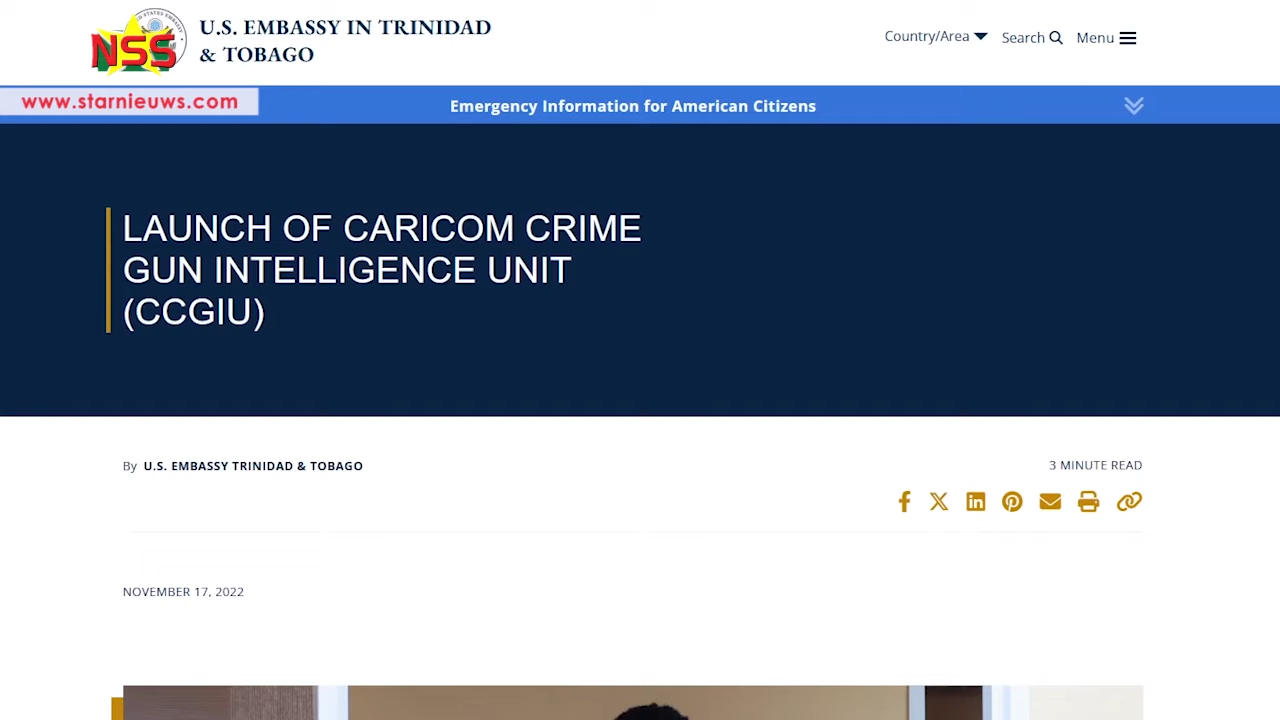 NSS
U.S. EMBASSY IN TRINIDAD
& TOBAGO
Country/Area
Search
Menu
www.starnieuws.com
Emergency Information for American Citizens
LAUNCH OF CARICOM CRIME
GUN INTELLIGENCE UNIT
(CCGIU)
By U.S. EMBASSY TRINIDAD & TOBAGO
3 MINUTE READ
NOVEMBER 17, 2022